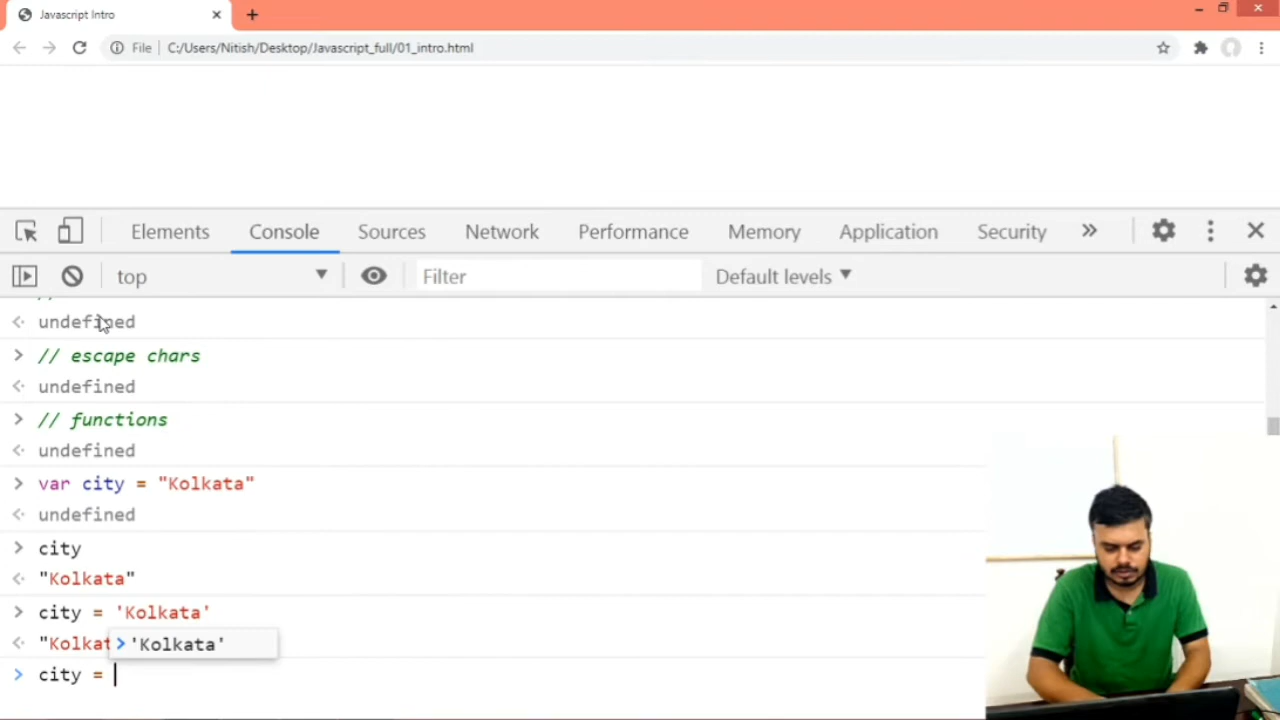 Javascript Intro
File C:/Users/Nitish/Desktop/Javascript_full/01_intro.html
Elements Console Sources Network Performance Memory Application Security
top Filter Default levels
undefined
// escape chars
undefined
// functions
undefined
var city = "Kolkata"
undefined
city
"Kolkata"
city = 'Kolkata'
"Kolkat
'Kolkata'
city =